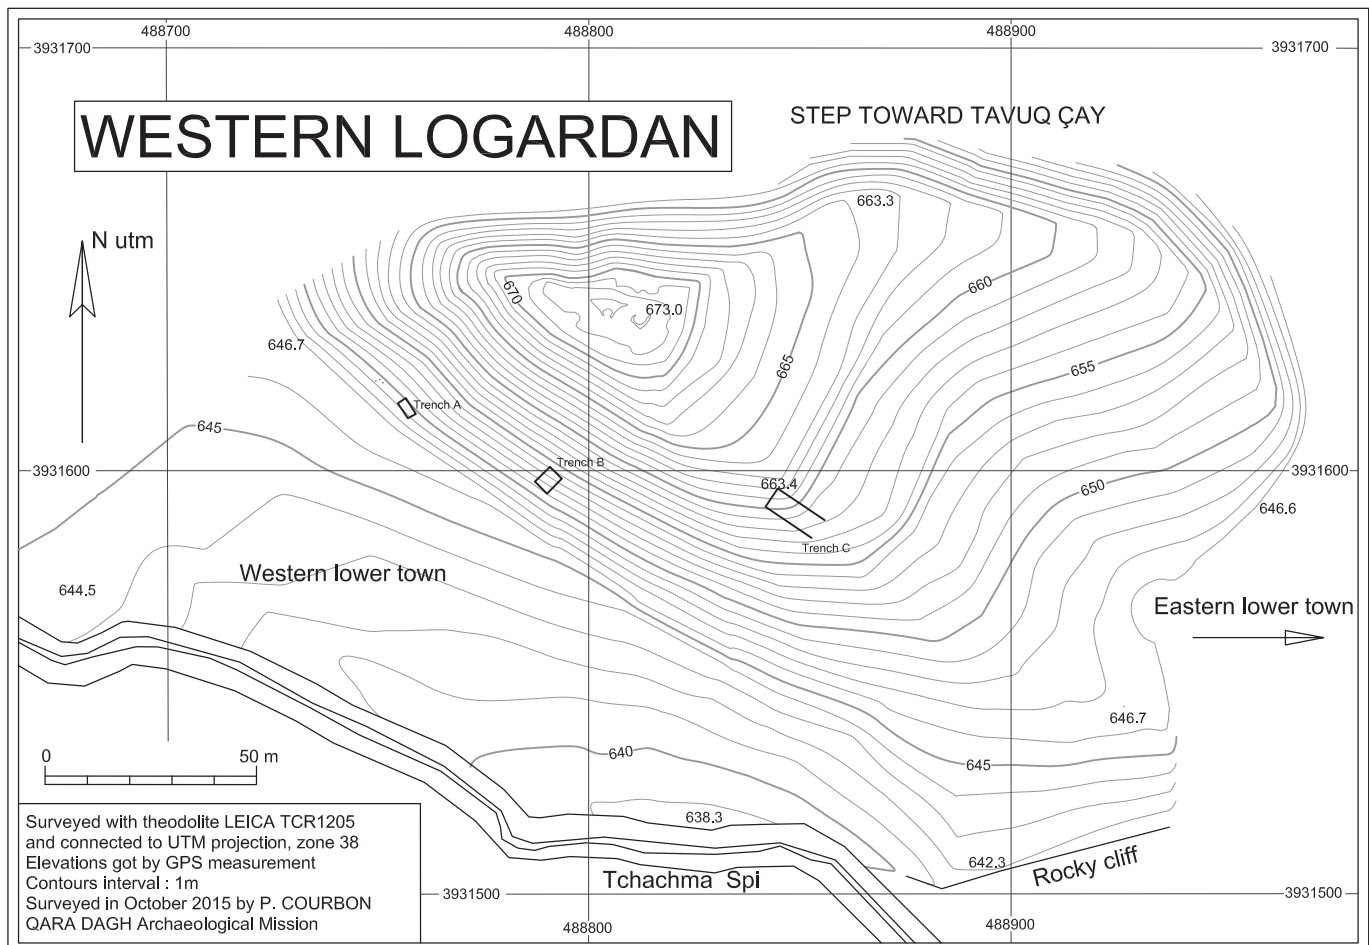 488700
488800
488900
3931700
3931700
WESTERN LOGARDAN
STEP TOWARD TAVUQ ÇAY
663.3
N utm
670
673.0
660
646.7
665
655
Trench A
645
Trench B
3931600
3931600
663.4
650
646.6
Trench C
Western lower town
644.5
Eastern lower town
646.7
0
50 m
640
645
638.3
642.3
Rocky cliff
Tchachma Spi
Surveyed with theodolite LEICA TCR1205
and connected to UTM projection, zone 38
Elevations got by GPS measurement
Contours interval : 1m
Surveyed in October 2015 by P. COURBON
QARA DAGH Archaeological Mission
3931500
3931500
488800
488900